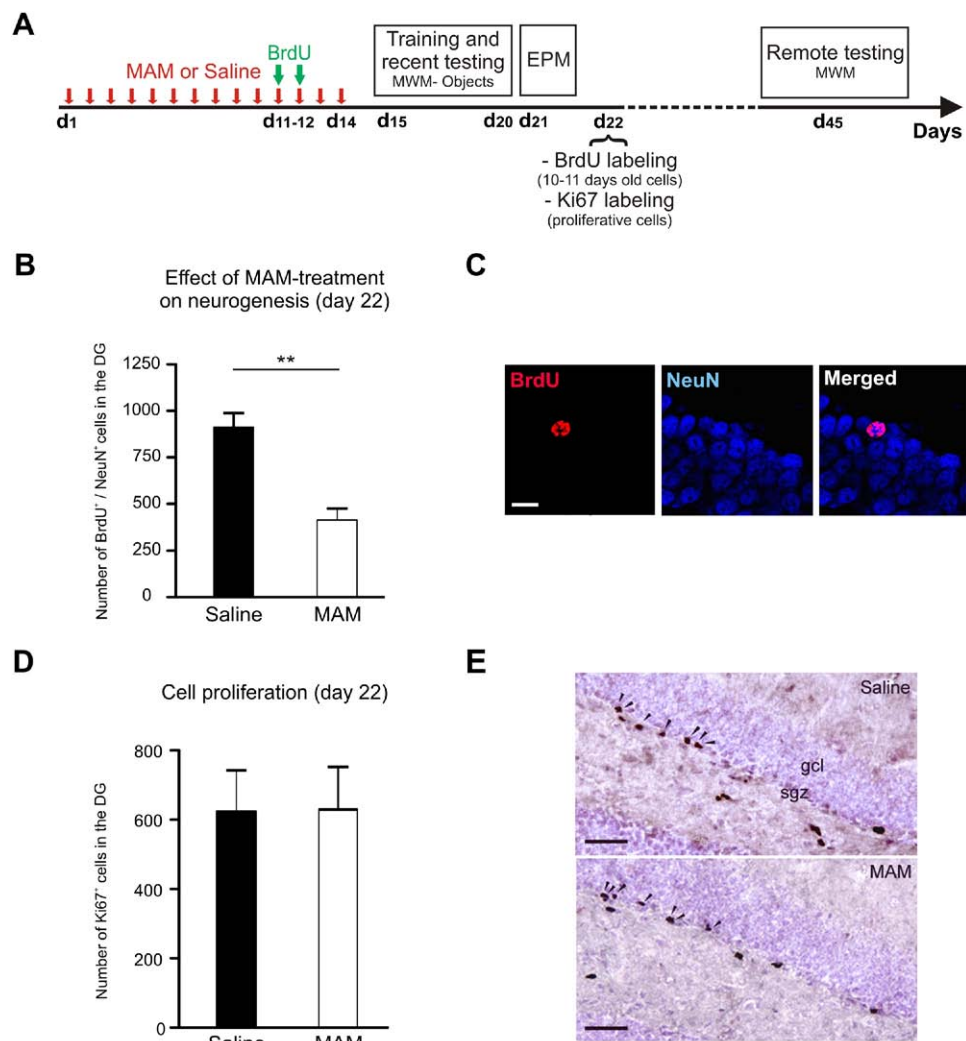 A
MAM or Saline
BrdU
Training and
recent testing
MWM- Objects
EPM
Remote testing
MWM
d1
d11-12
d14
d15
d20
d21
d22
d45
Days
- BrdU labeling
(10-11 days old cells)
- Ki67 labeling
(proliferative cells)
B
Effect of MAM-treatment
on neurogenesis (day 22)
Number of BrdU⁺ / NeuN⁺ cells in the DG
1250
1000
750
500
250
0
**
Saline
MAM
C
BrdU
NeuN
Merged
D
Cell proliferation (day 22)
Number of Ki67⁺ cells in the DG
800
600
400
200
0
Saline
MAM
E
Saline
gcl
sgz
MAM